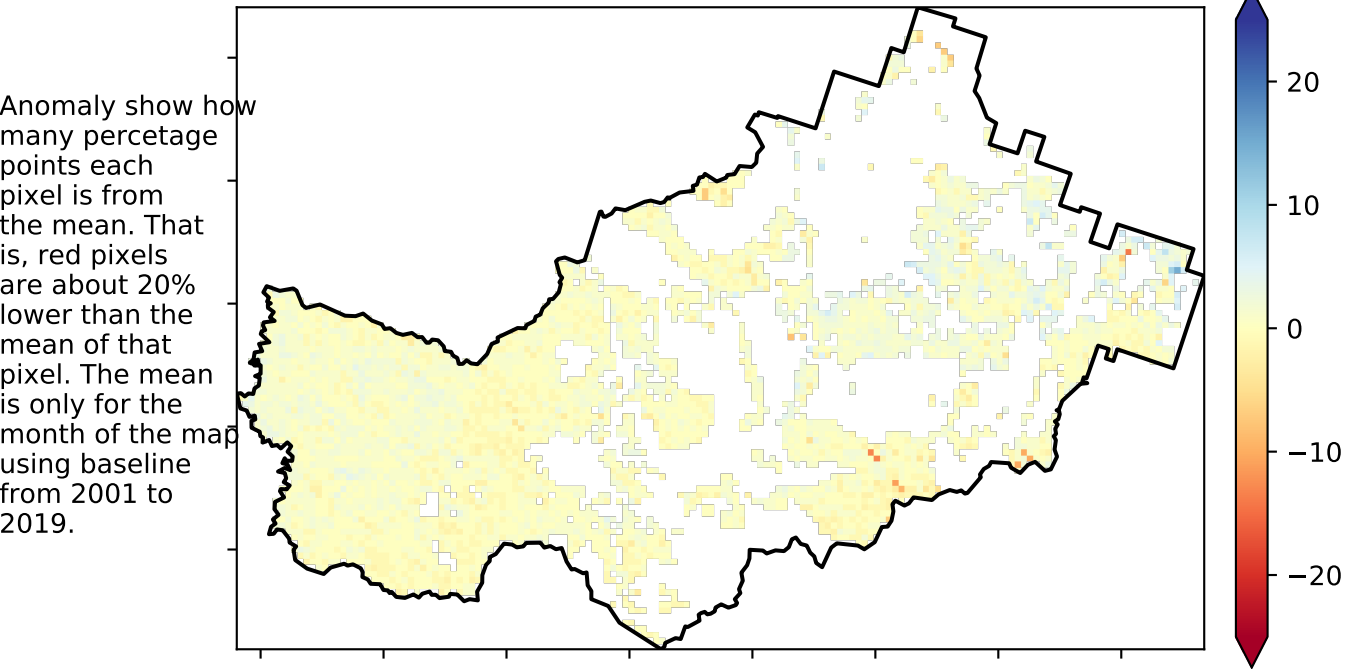 Anomaly show how
many percetage
points each
pixel is from
the mean. That
is, red pixels
are about 20%
lower than the
mean of that
pixel. The mean
is only for the
month of the map
using baseline
from 2001 to
2019.
20
10
0
−10
−20